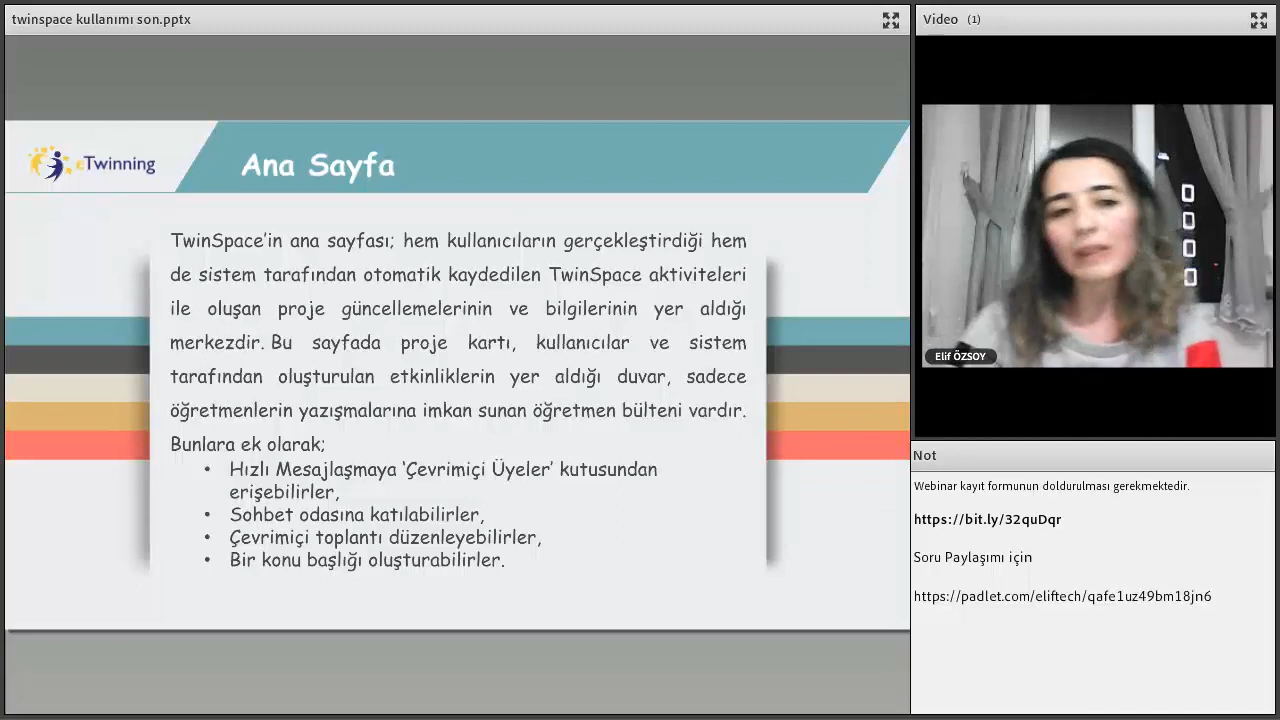 twinspace kullanımı son.pptx
eTwinning
Ana Sayfa
TwinSpace’in ana sayfası; hem kullanıcıların gerçekleştirdiği hem
de sistem tarafından otomatik kaydedilen TwinSpace aktiviteleri
ile oluşan proje güncellemelerinin ve bilgilerinin yer aldığı
merkezdir. Bu sayfada proje kartı, kullanıcılar ve sistem
tarafından oluşturulan etkinliklerin yer aldığı duvar, sadece
öğretmenlerin yazışmalarına imkan sunan öğretmen bülteni vardır.
Bunlara ek olarak;
• Hızlı Mesajlaşmaya ‘Çevrimiçi Üyeler’ kutusundan
erişebilirler,
• Sohbet odasına katılabilirler,
• Çevrimiçi toplantı düzenleyebilirler,
• Bir konu başlığı oluşturabilirler.
Video (1)
Elif ÖZSOY
Not
Webinar kayıt formunun doldurulması gerekmektedir.
https://bit.ly/32quDqr
Soru Paylaşımı için
https://padlet.com/eliftech/qafe1uz49bm18jn6